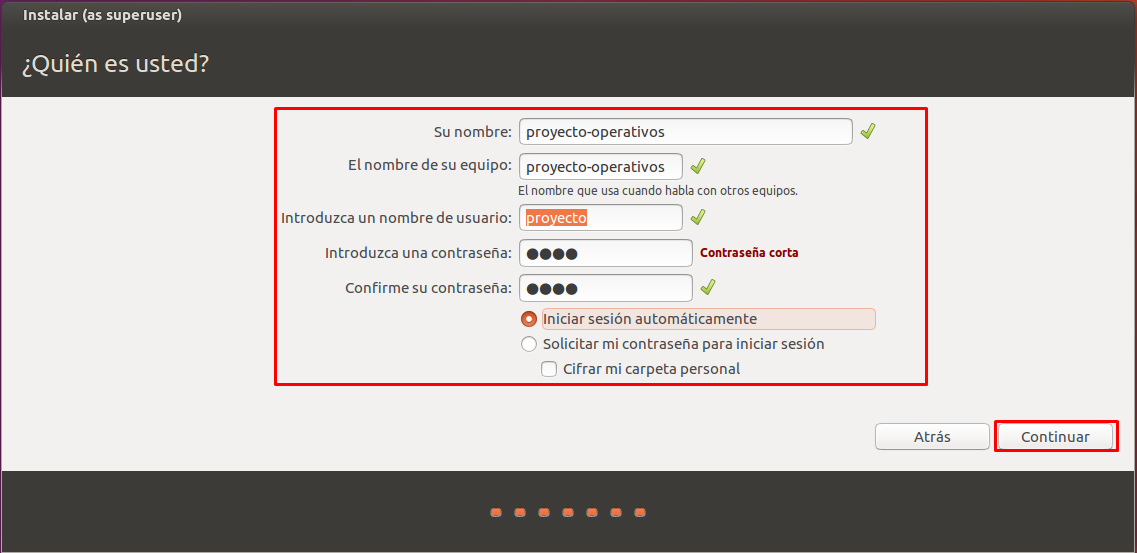 Instalar (as superuser)
¿Quién es usted?
Su nombre: proyecto-operativos
El nombre de su equipo: proyecto-operativos
El nombre que usa cuando habla con otros equipos.
Introduzca un nombre de usuario: proyecto
Introduzca una contraseña: ●●●● Contraseña corta
Confirme su contraseña: ●●●●
Iniciar sesión automáticamente
Solicitar mi contraseña para iniciar sesión
Cifrar mi carpeta personal
Atrás Continuar